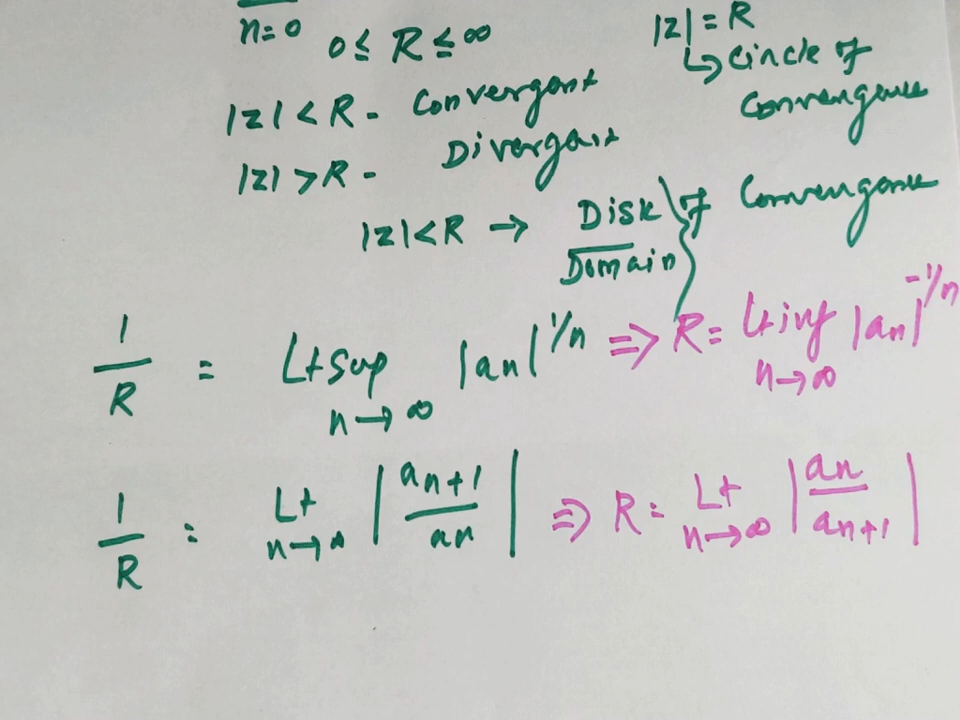 n=0 0≤ R ≤ ∞ |z| = R
↳ Circle of
|z| < R - Convergent Convergence
|z| > R - Divergent
|z| < R → Disk } of Convergence
Domain
1/R = Lt sup n→∞ |an|^1/n ⇒ R = Lt inf n→∞ |an|^-1/n
1/R = Lt n→∞ |an+1/an| ⇒ R = Lt n→∞ |an/an+1|